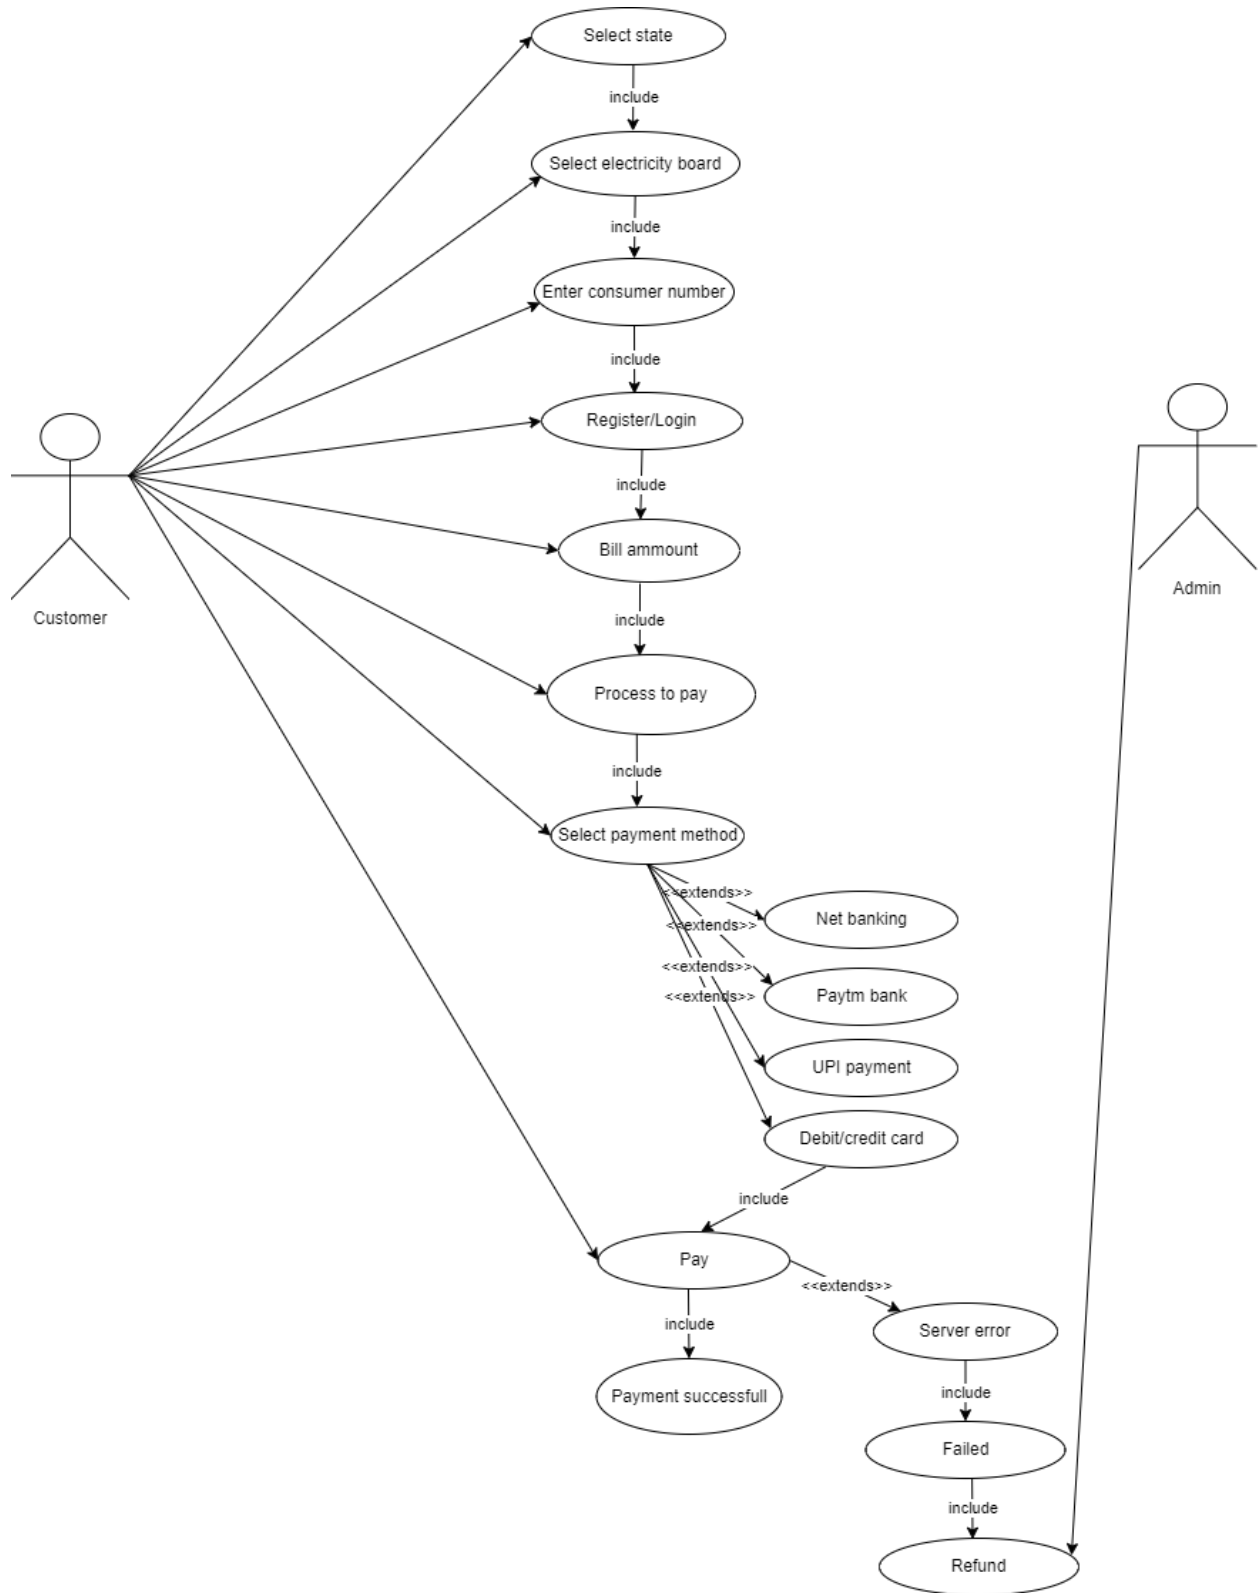 Select state
include
Select electricity board
include
Enter consumer number
include
Register/Login
include
Bill ammount
Customer
Admin
include
Process to pay
include
Select payment method
<<extends>>
Net banking
<<extends>>
<<extends>>
Paytm bank
<<extends>>
UPI payment
Debit/credit card
include
Pay
<<extends>>
include
Server error
Payment successfull
include
Failed
include
Refund